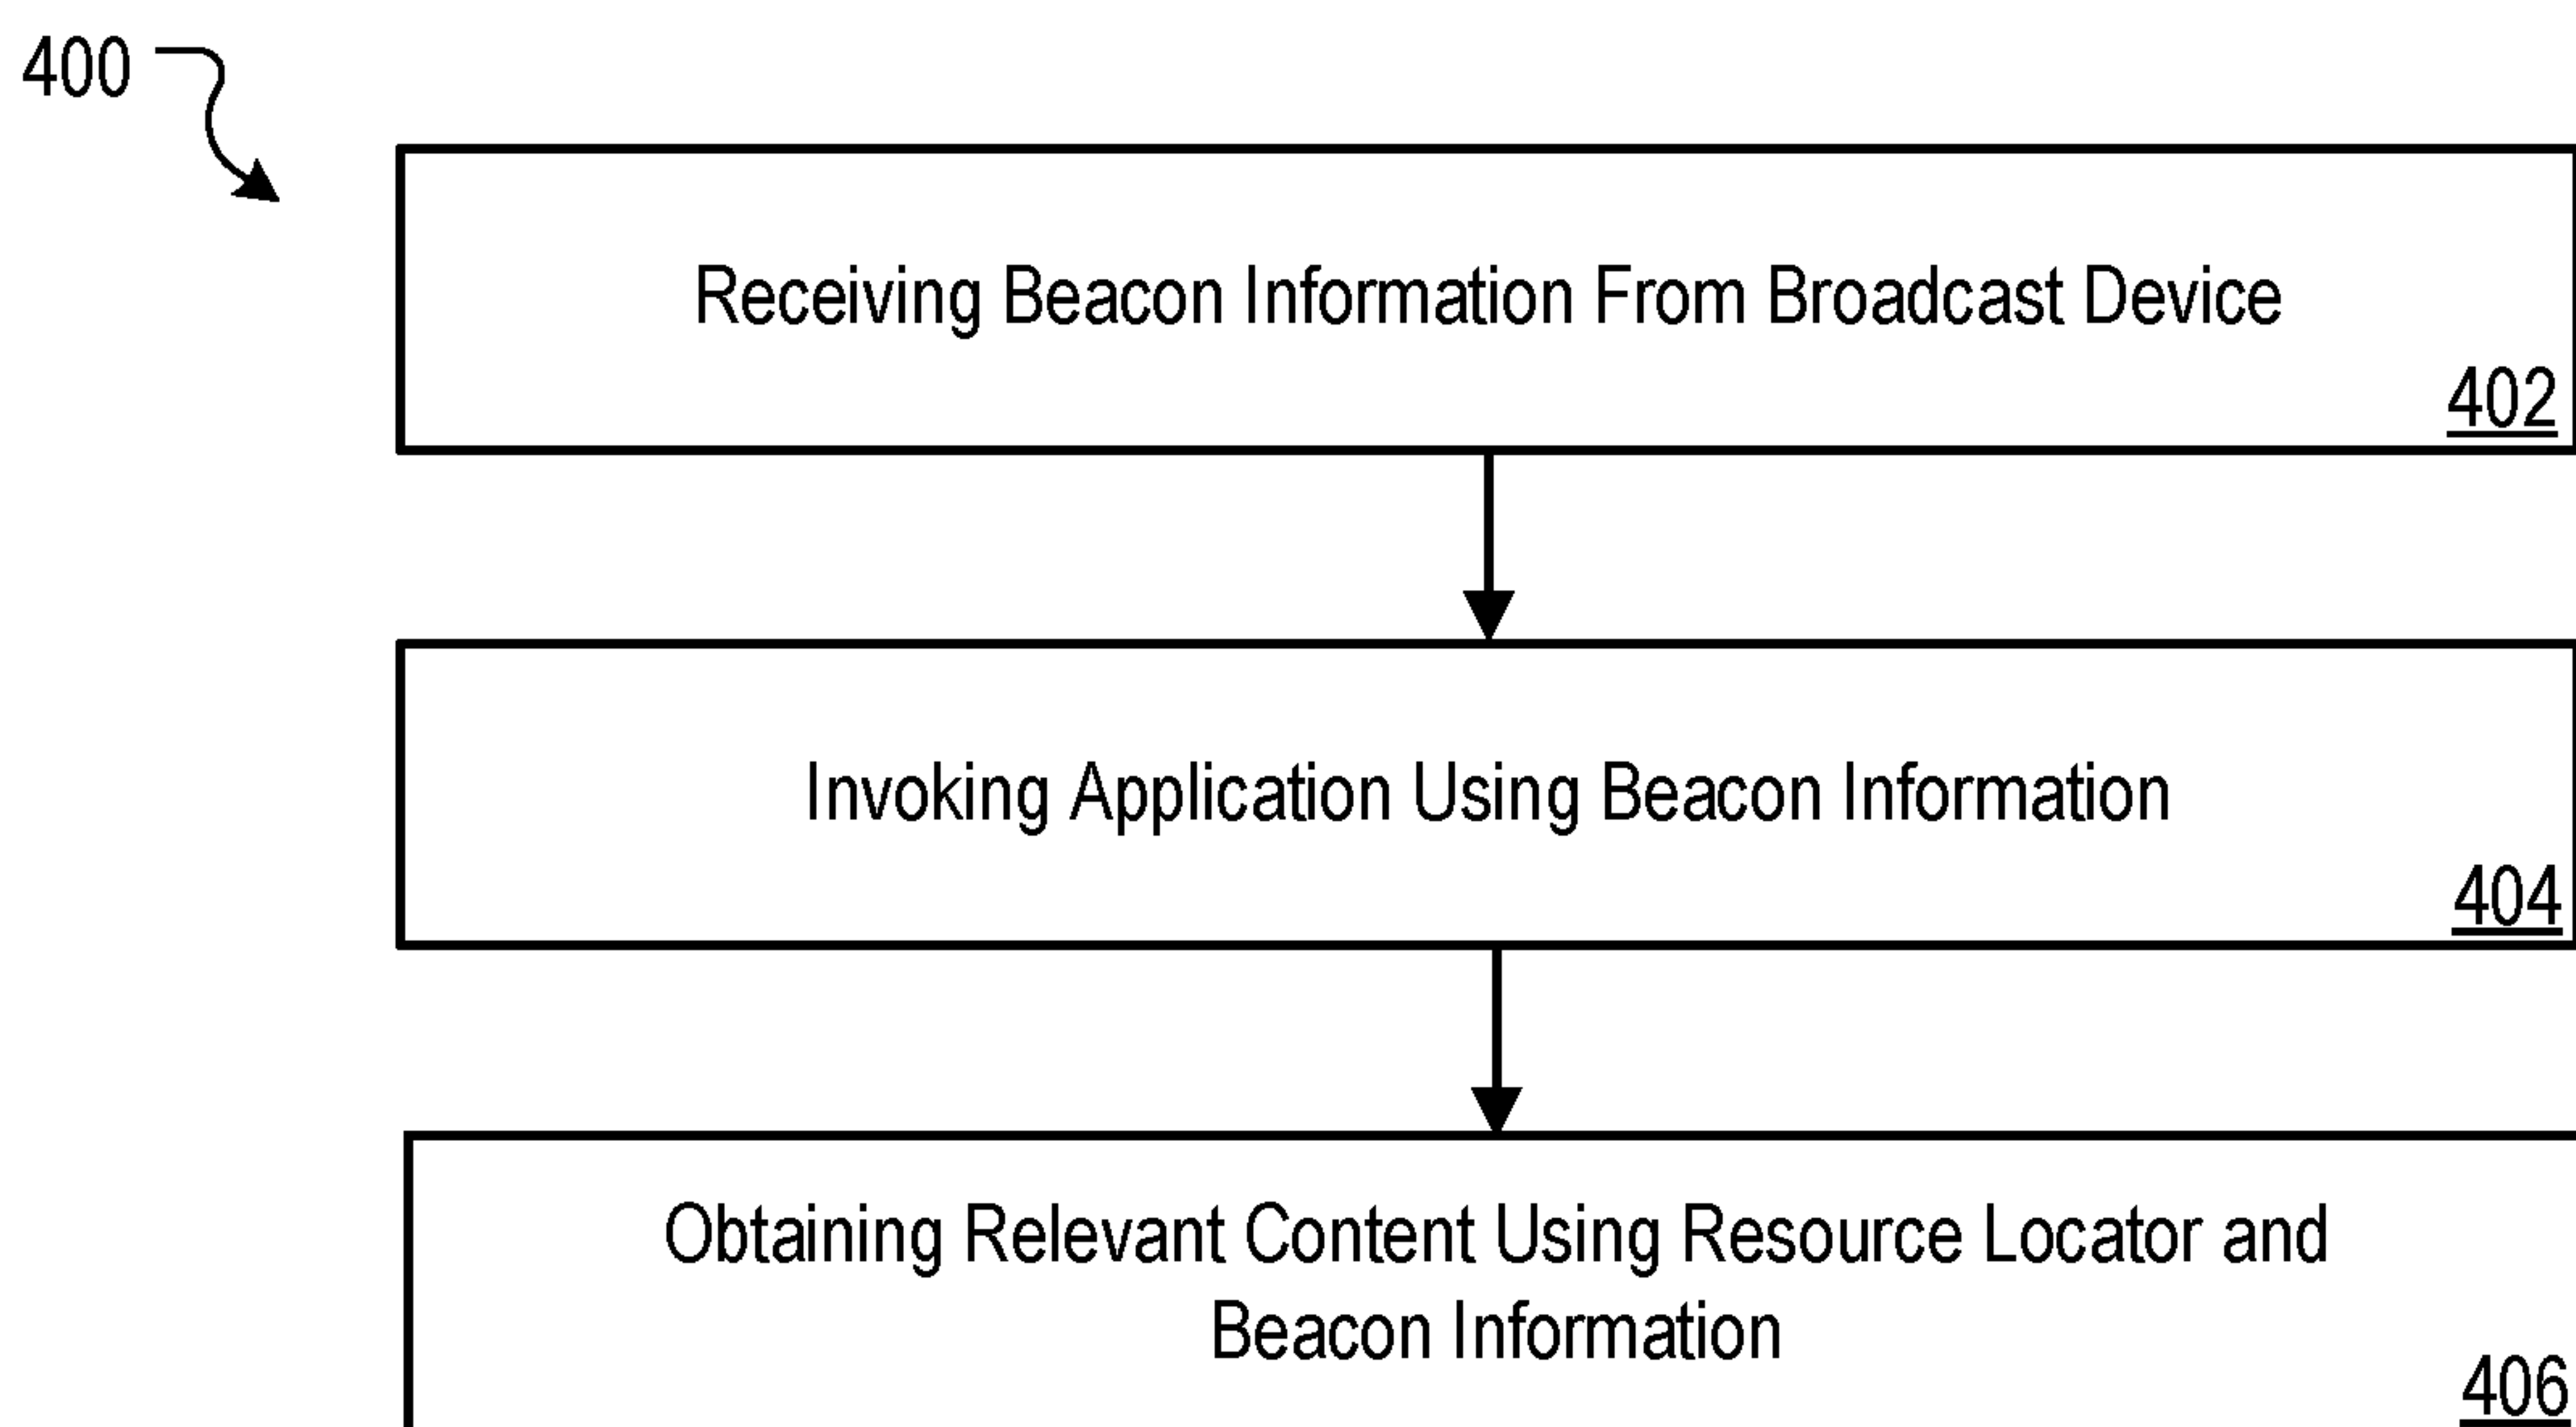 400
Receiving Beacon Information From Broadcast Device
402
Invoking Application Using Beacon Information
404
Obtaining Relevant Content Using Resource Locator and
Beacon Information
406